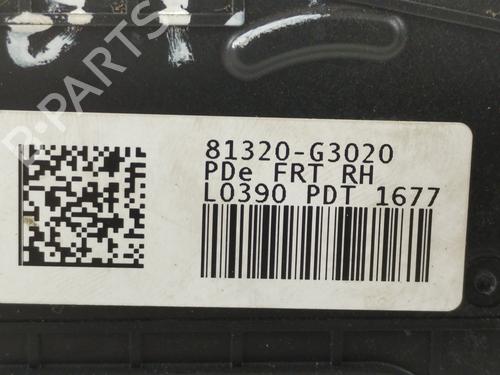 B-PARTS
81320-G3020
PDe FRT RH
L0390 PDT 1677